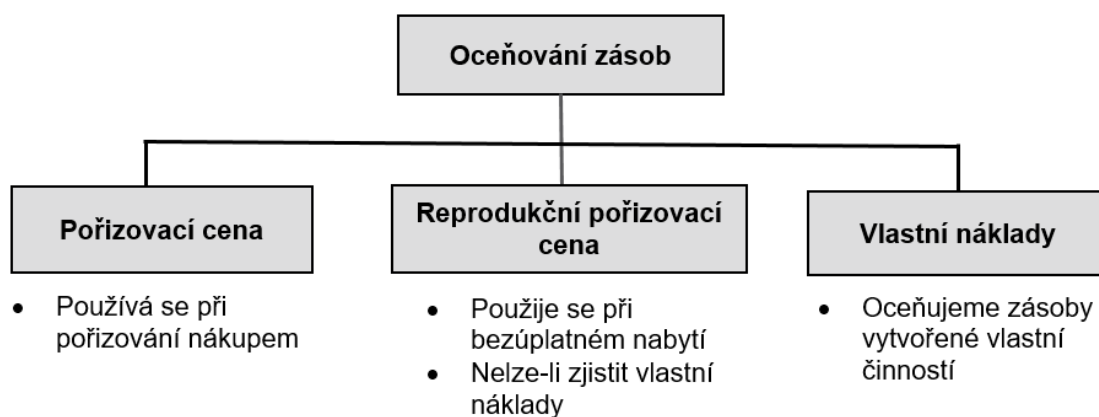 Oceňování zásob
Pořizovací cena
• Používá se při
pořizování nákupem
Reprodukční pořizovací
cena
• Použije se při
bezúplatném nabytí
• Nelze-li zjistit vlastní
náklady
Vlastní náklady
• Oceňujeme zásoby
vytvořené vlastní
činností